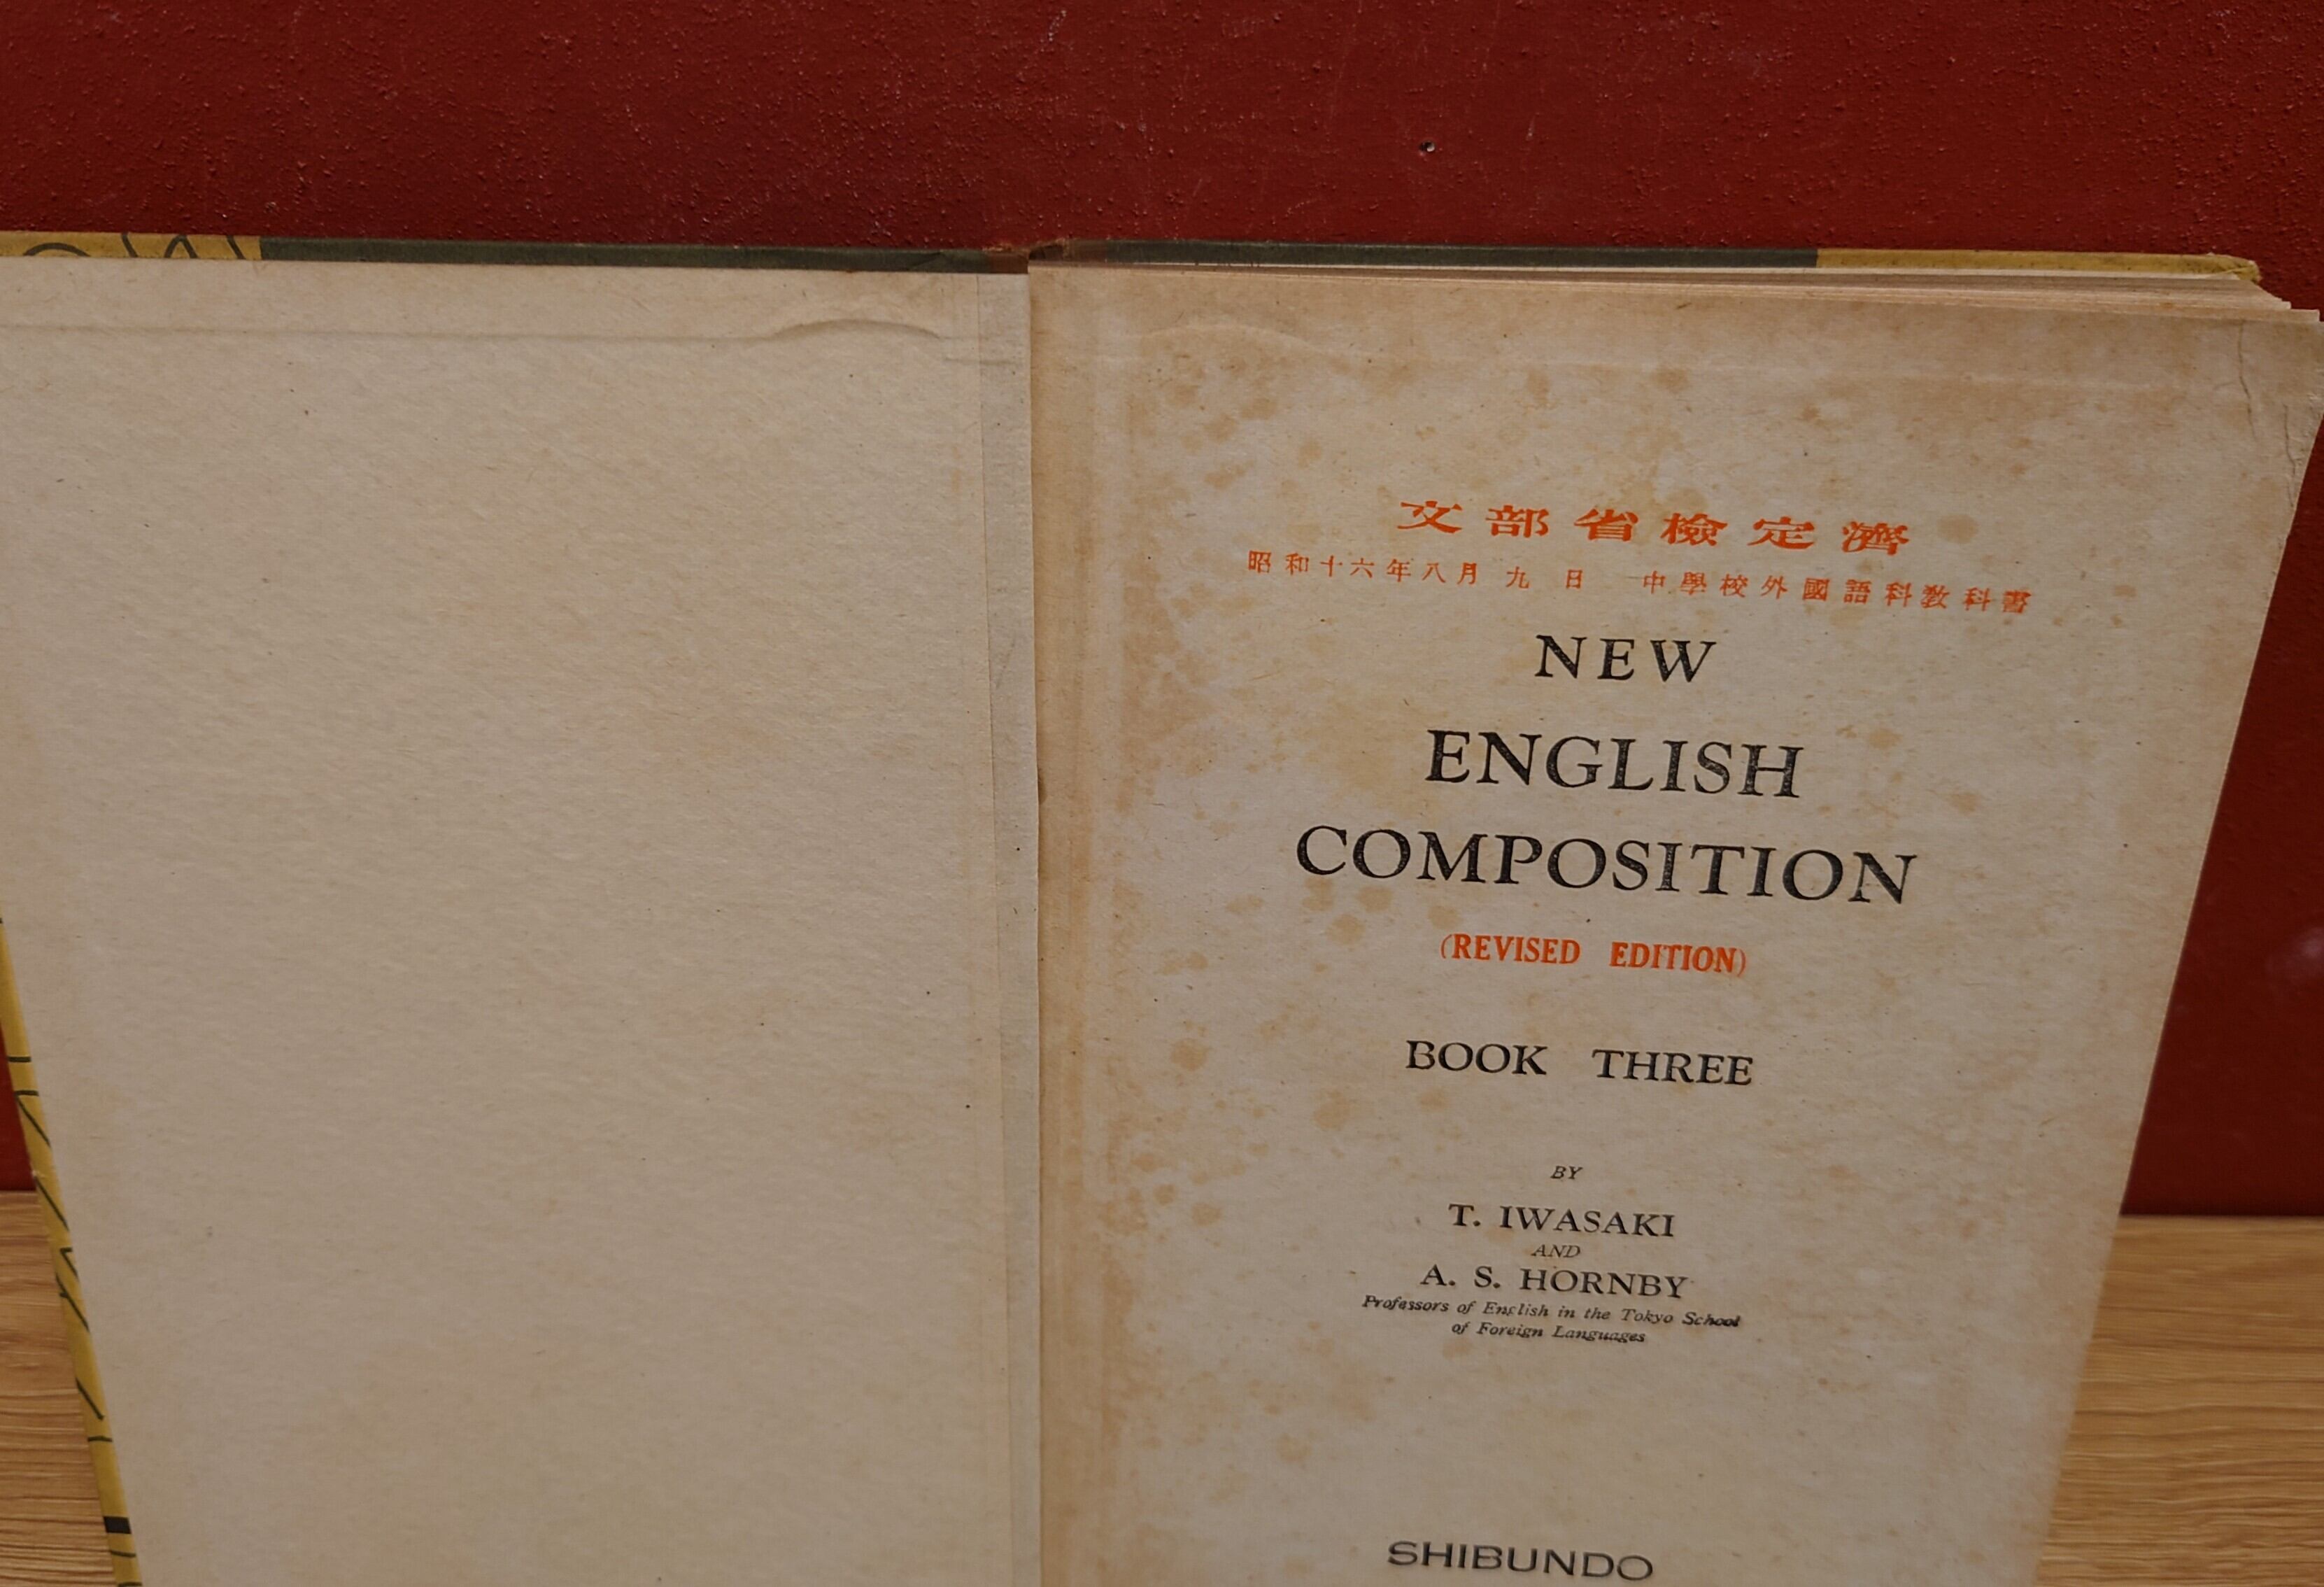 文部省檢定濟
昭和十六年八月九日 中學校外國語科教科書
NEW
ENGLISH
COMPOSITION
(REVISED EDITION)
BOOK THREE
BY
T. IWASAKI
AND
A. S. HORNBY
Professors of English in the Tokyo School
of Foreign Languages
SHIBUNDO